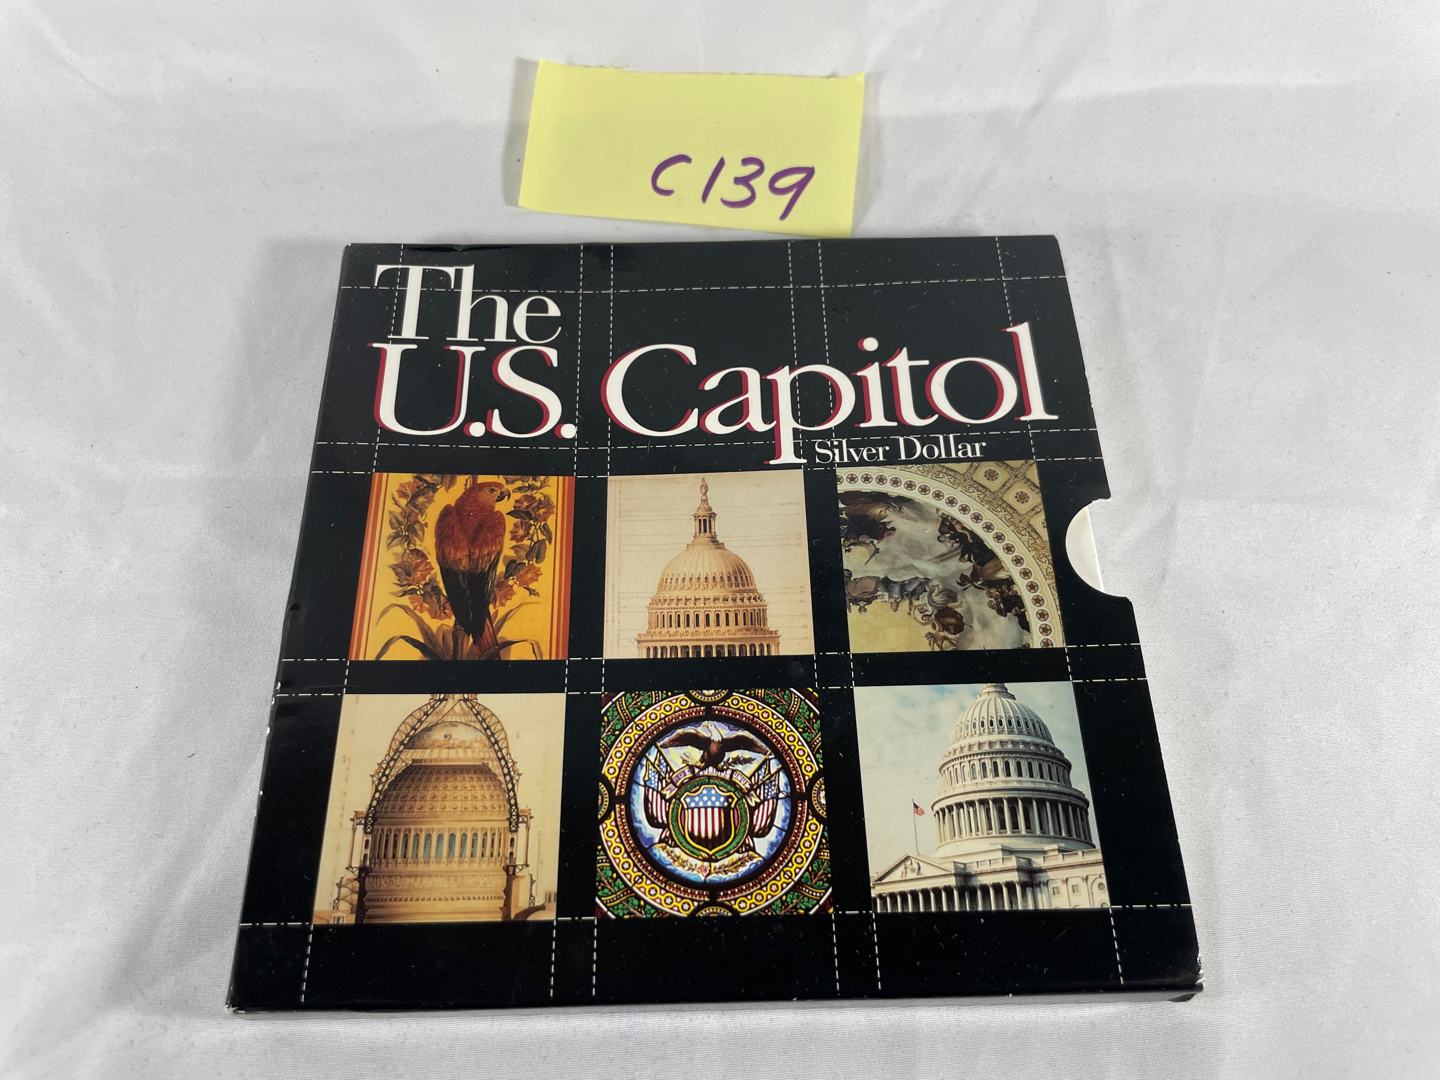 C139
The
U.S. Capitol
Silver Dollar